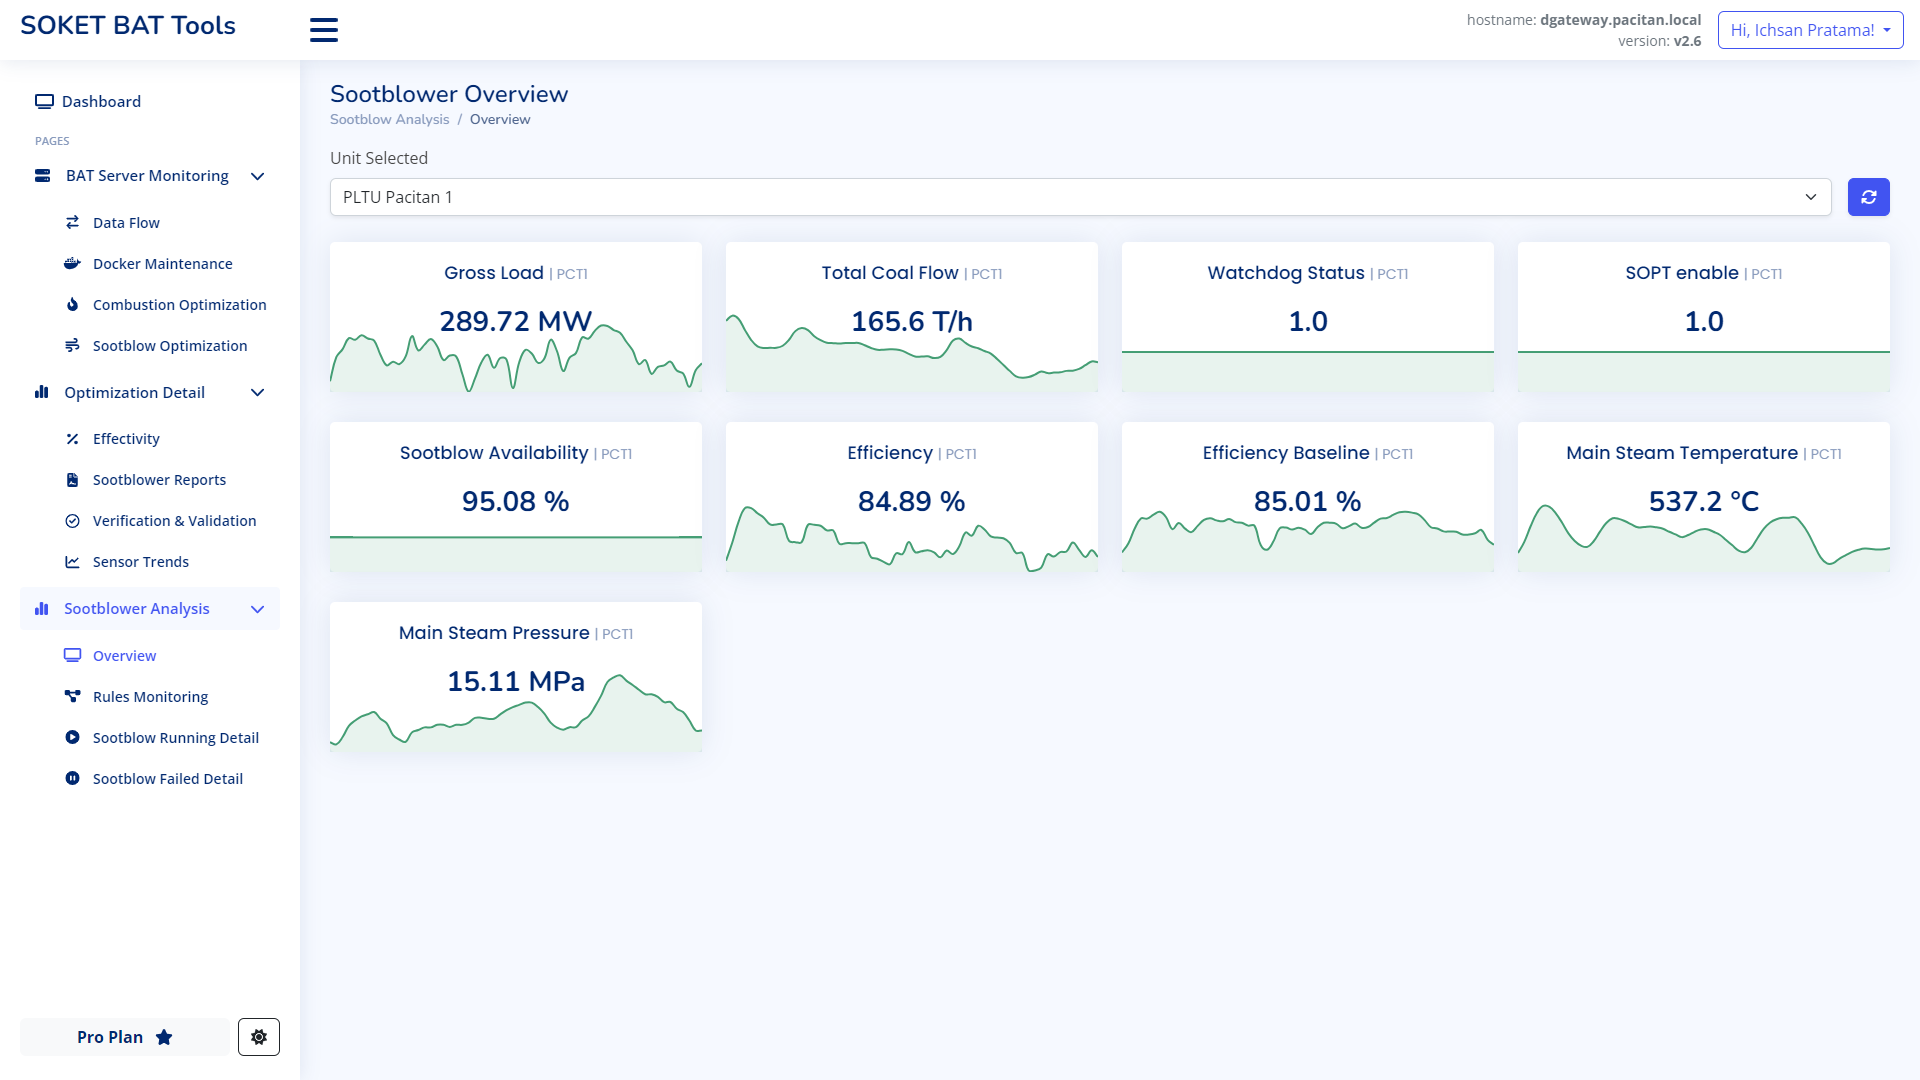 SOKET BAT Tools
hostname: dgateway.pacitan.local
version: v2.6
Hi, Ichsan Pratama!
Dashboard
PAGES
BAT Server Monitoring
Data Flow
Docker Maintenance
Combustion Optimization
Sootblow Optimization
Optimization Detail
Effectivity
Sootblower Reports
Verification & Validation
Sensor Trends
Sootblower Analysis
Overview
Rules Monitoring
Sootblow Running Detail
Sootblow Failed Detail
Pro Plan
Sootblower Overview
Sootblow Analysis / Overview
Unit Selected
PLTU Pacitan 1
Gross Load | PCT1
289.72 MW
Total Coal Flow | PCT1
165.6 T/h
Watchdog Status | PCT1
1.0
SOPT enable | PCT1
1.0
Sootblow Availability | PCT1
95.08 %
Efficiency | PCT1
84.89 %
Efficiency Baseline | PCT1
85.01 %
Main Steam Temperature | PCT1
537.2 °C
Main Steam Pressure | PCT1
15.11 MPa